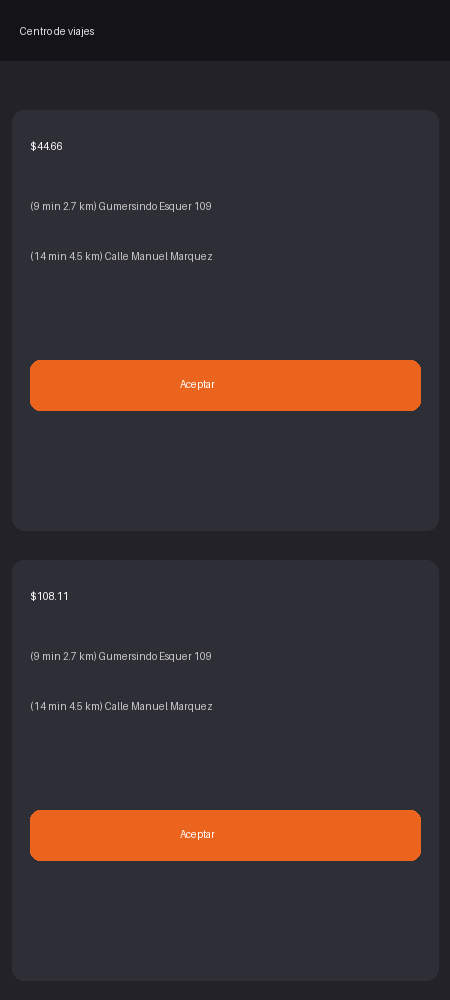 Centro de viajes
$44.66
(9 min 2.7 km) Gumersindo Esquer 109
(14 min 4.5 km) Calle Manuel Marquez
Aceptar
$108.11
(9 min 2.7 km) Gumersindo Esquer 109
(14 min 4.5 km) Calle Manuel Marquez
Aceptar